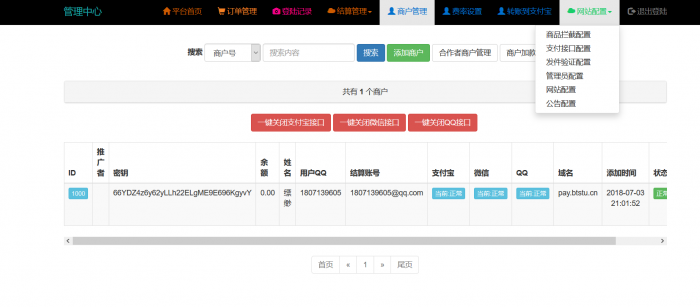 管理中心 平台首页 订单管理 登陆记录 结算管理 商户管理 费率设置 转账到支付宝 网站配置 退出登陆
商品拦截配置
支付接口配置
发件验证配置
管理员配置
网站配置
公告配置
搜索 商户号 搜索内容 搜索 添加商户 合作者商户管理 商户加款
共有 1 个商户
一键关闭支付宝接口 一键关闭微信接口 一键关闭QQ接口
ID 推广者 密钥 余额 姓名 用户QQ 结算账号 支付宝 微信 QQ 域名 添加时间 状态
1000 66YDZ4z6y62yLLh22ELgME9E696KgyvY 0.00 缥缈 1807139605 1807139605@qq.com 当前:正常 当前:正常 当前:正常 pay.btstu.cn 2018-07-03 21:01:52 正常
首页 « 1 » 尾页